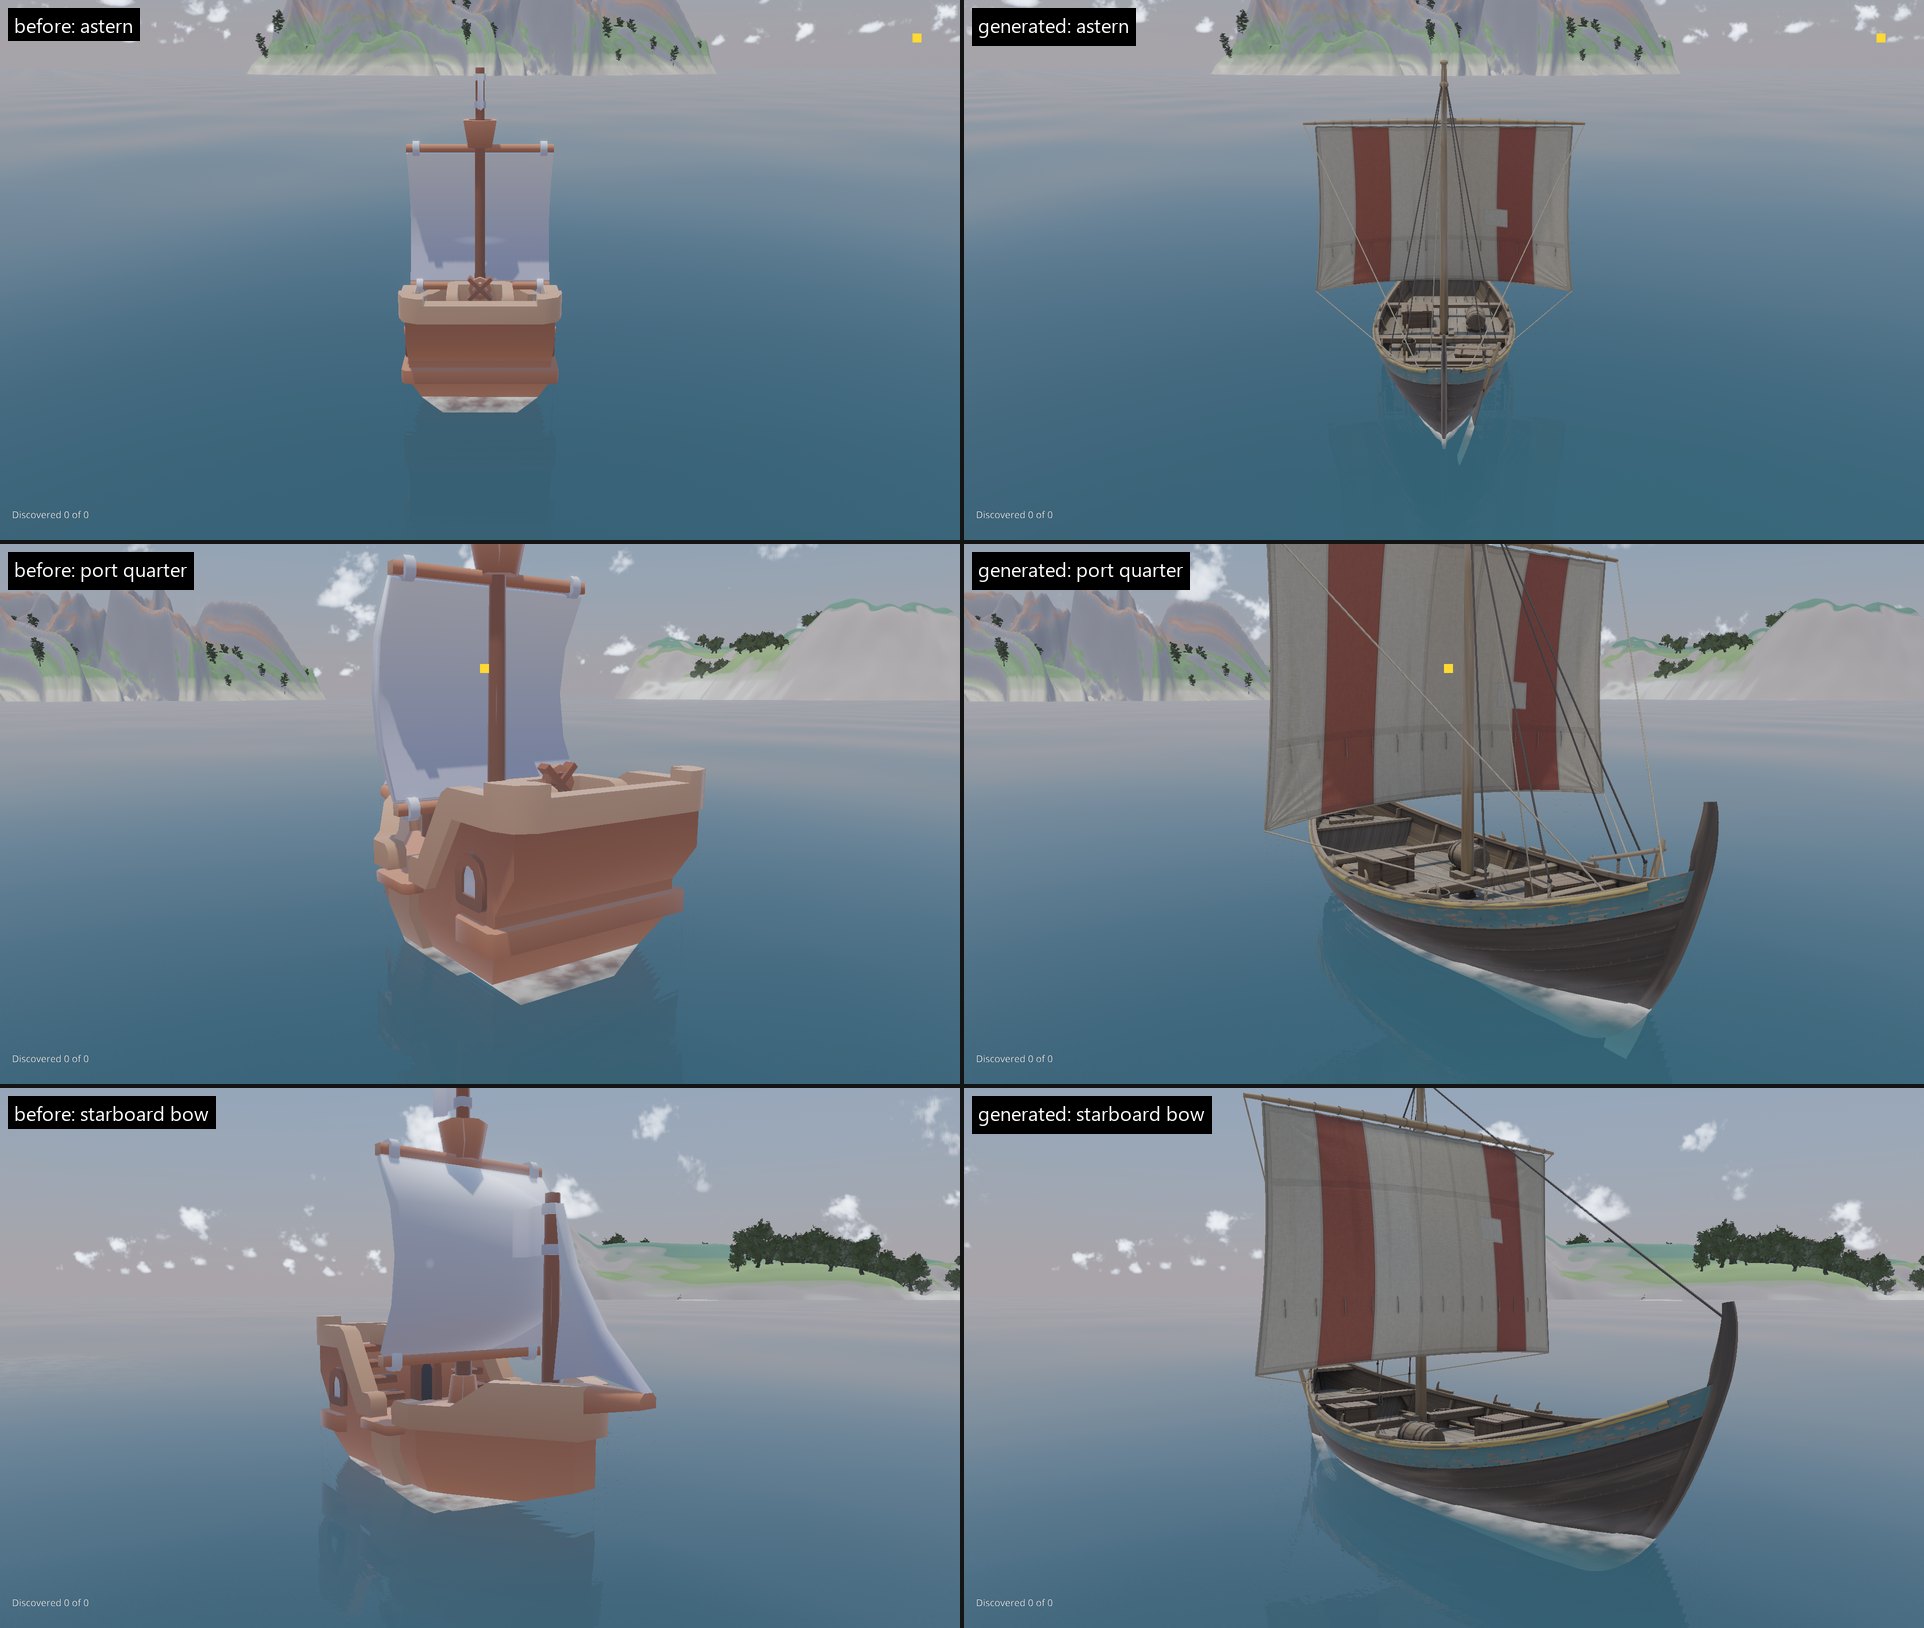 before: astern
generated: astern
Discovered 0 of 0
Discovered 0 of 0
before: port quarter
generated: port quarter
Discovered 0 of 0
Discovered 0 of 0
before: starboard bow
generated: starboard bow
Discovered 0 of 0
Discovered 0 of 0